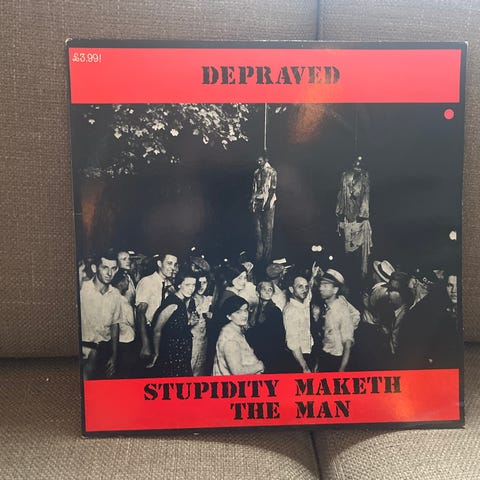 £3.99!
DEPRAVED
STUPIDITY MAKETH
THE MAN